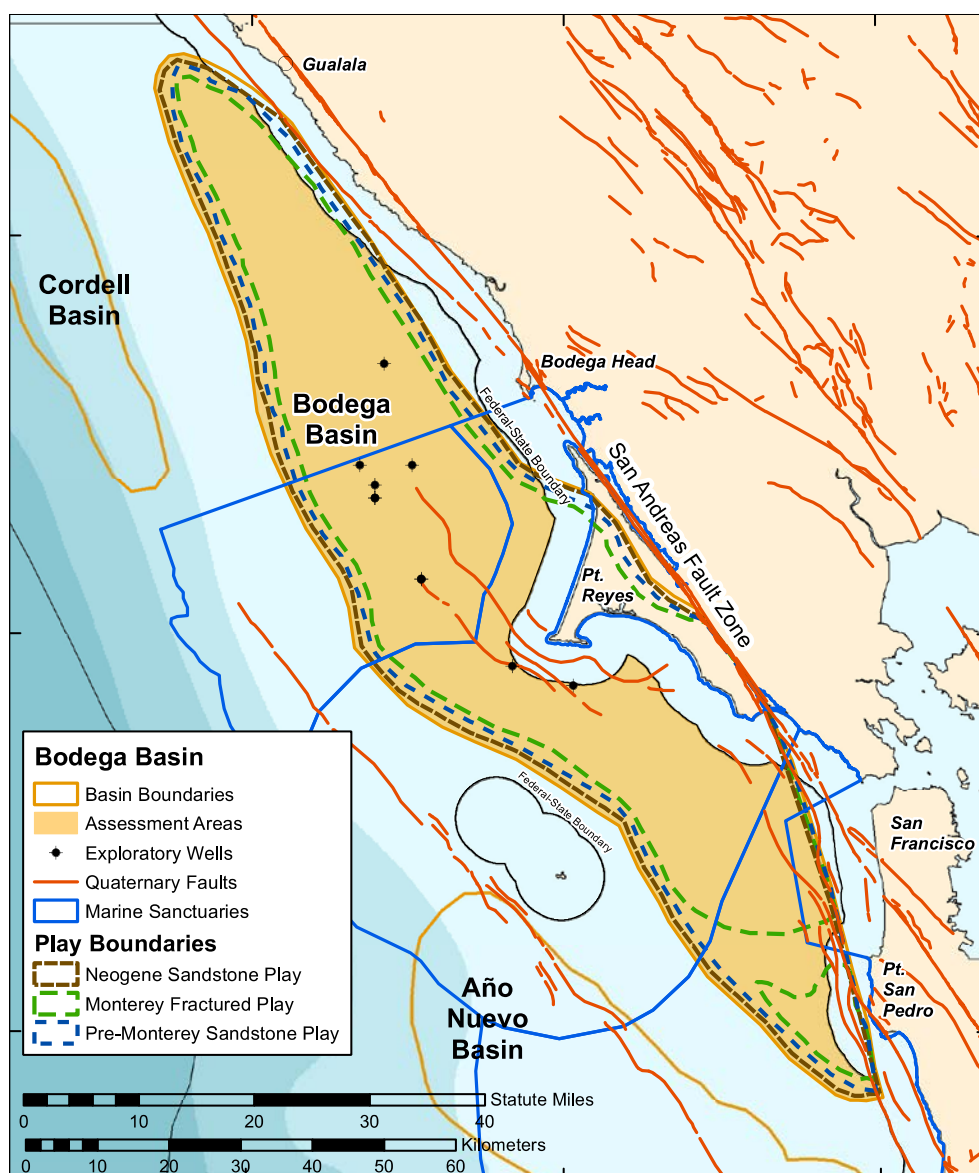 Gualala
Cordell
Basin
Bodega Head
Bodega
Basin
Federal-State Boundary
San Andreas Fault Zone
Pt.
Reyes
Bodega Basin
Basin Boundaries
Assessment Areas
Exploratory Wells
Quaternary Faults
Marine Sanctuaries
Play Boundaries
Neogene Sandstone Play
Monterey Fractured Play
Pre-Monterey Sandstone Play
Federal-State Boundary
San
Francisco
Año
Nuevo
Basin
Pt.
San
Pedro
Statute Miles
0 10 20 30 40
Kilometers
0 10 20 30 40 50 60